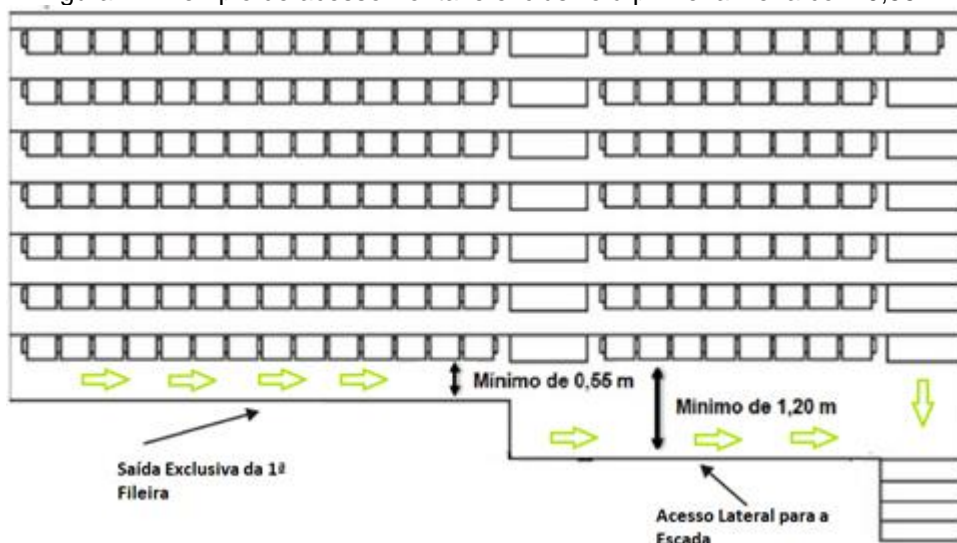 Mínimo de 0,55 m
Mínimo de 1,20 m
Saída Exclusiva da 1ª
Fileira
Acesso Lateral para a
Escada